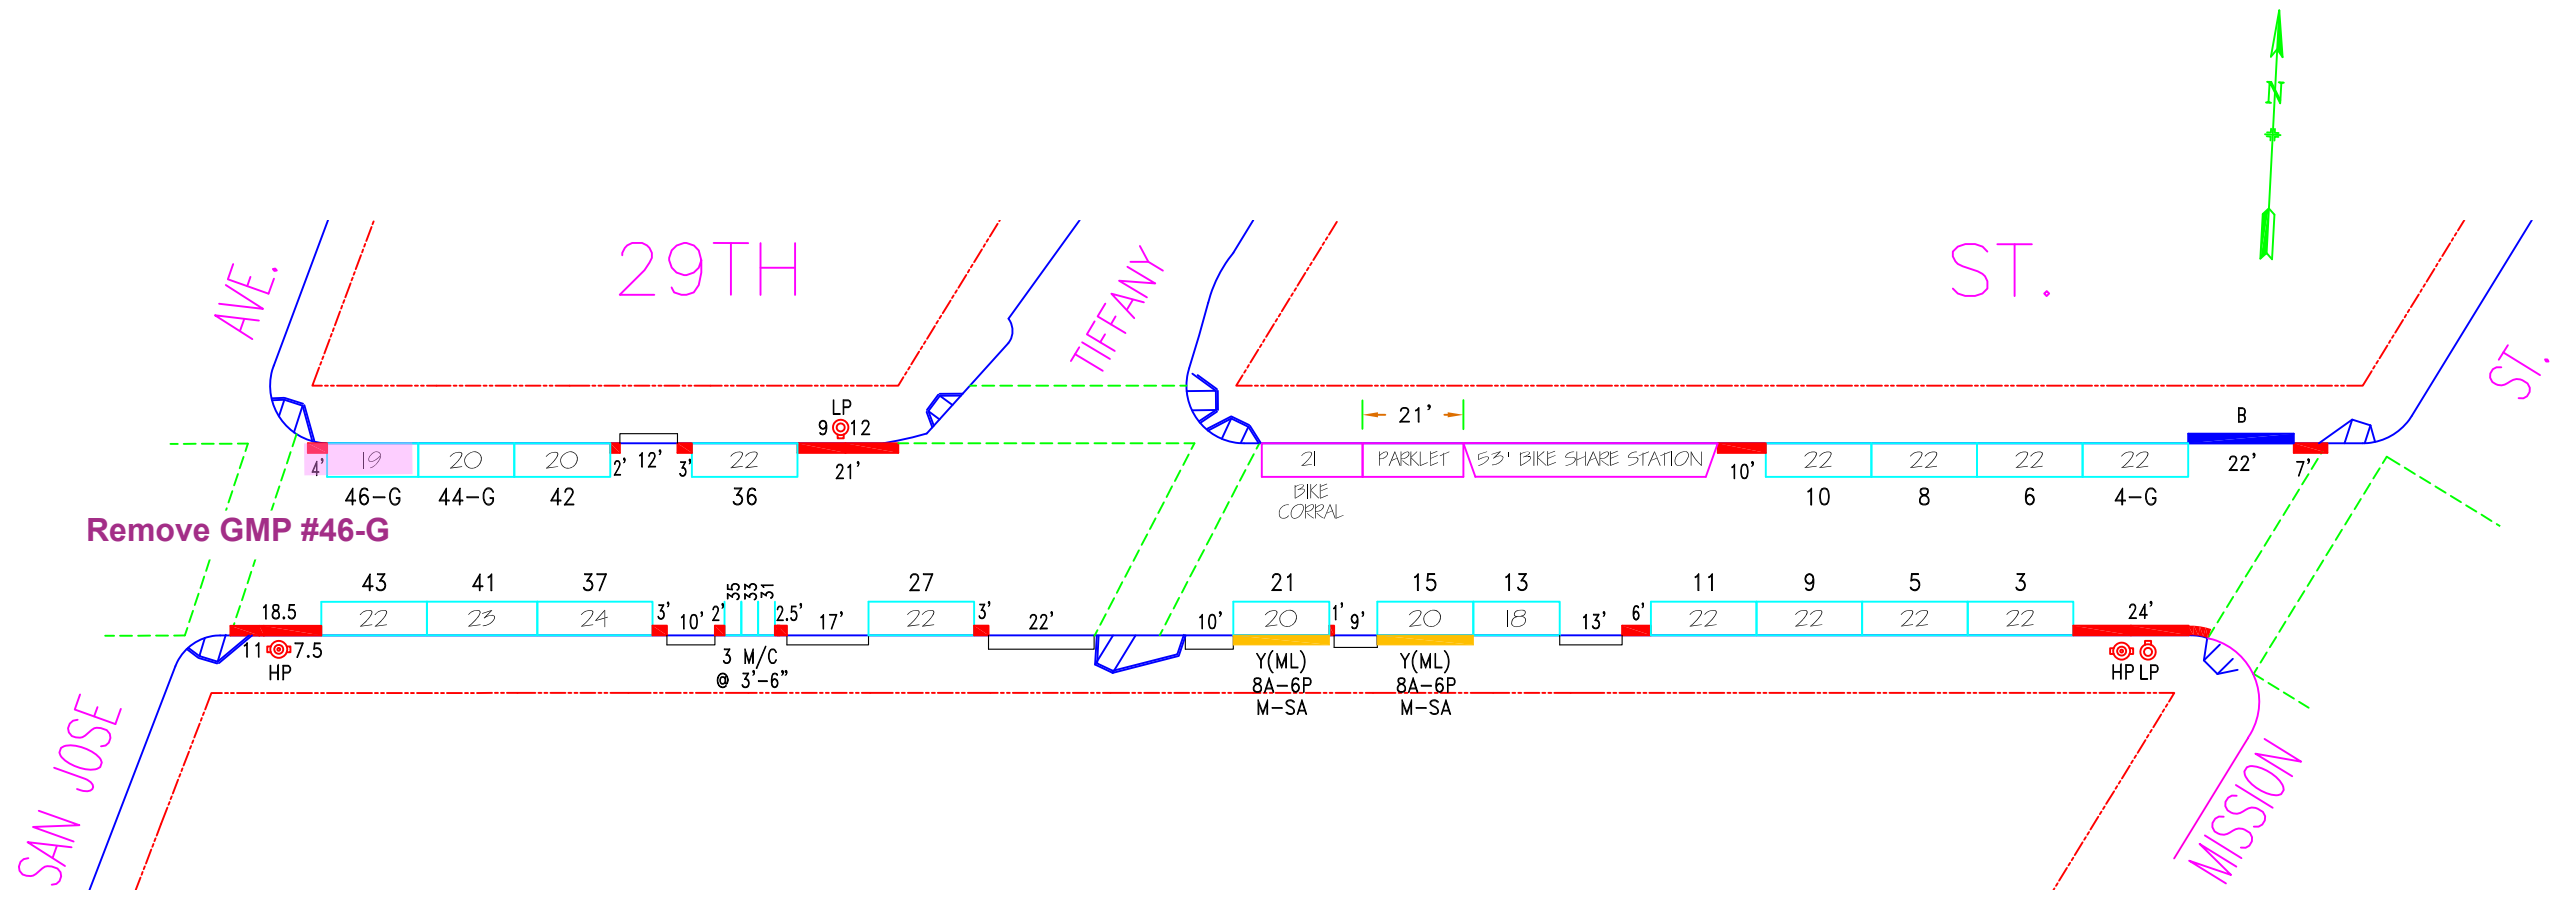 N
29TH
ST.
AVE.
TIFFANY
ST.
LP
9 12
21'
B
4'
19
20
20
2'
12'
3'
22
21'
21
PARKLET
53' BIKE SHARE STATION
10'
22
22
22
22
22'
7'
46-G
44-G
42
36
BIKE
CORRAL
10
8
6
4-G
Remove GMP #46-G
43
41
37
35
33
31
27
21
15
13
11
9
5
3
18.5
22
23
24
3'
10'
2'
2.5'
17'
22
3'
22'
10'
20
1'
9'
20
18
13'
6'
22
22
22
22
24'
11 7.5
HP
3 M/C
@ 3'-6"
Y(ML)
8A-6P
M-SA
Y(ML)
8A-6P
M-SA
HP LP
SAN JOSE
MISSION